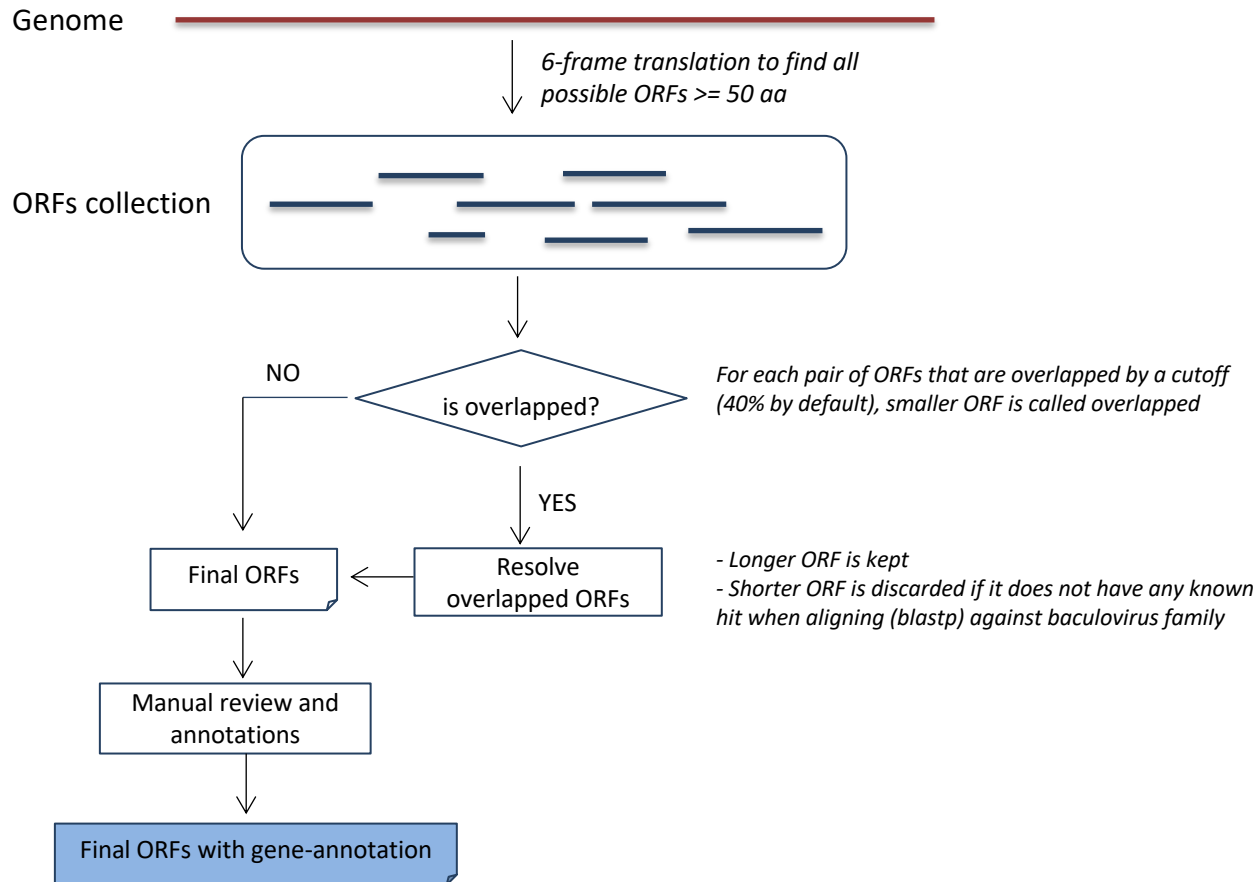 Genome
6-frame translation to find all
possible ORFs >= 50 aa
ORFs collection
NO
is overlapped?
For each pair of ORFs that are overlapped by a cutoff
(40% by default), smaller ORF is called overlapped
YES
Final ORFs
Resolve
overlapped ORFs
- Longer ORF is kept
- Shorter ORF is discarded if it does not have any known
hit when aligning (blastp) against baculovirus family
Manual review and
annotations
Final ORFs with gene-annotation